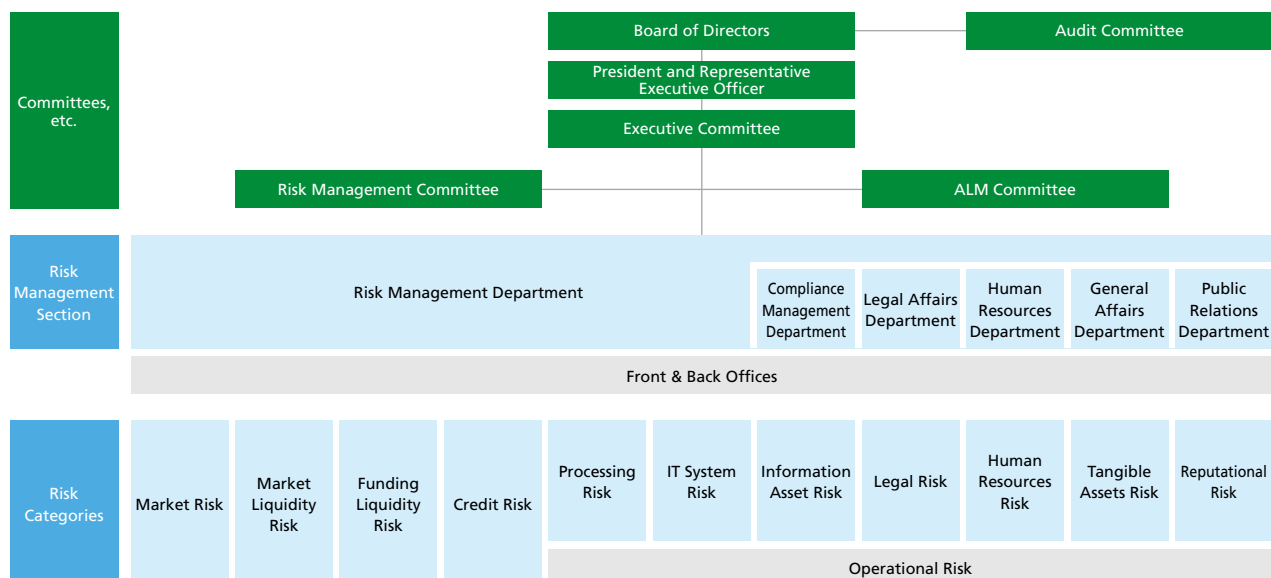 Board of Directors
Audit Committee
President and Representative
Executive Officer
Committees,
etc.
Executive Committee
Risk Management Committee
ALM Committee
Risk
Management
Section
Risk Management Department
Compliance
Management
Department
Legal Affairs
Department
Human
Resources
Department
General
Affairs
Department
Public
Relations
Department
Front & Back Offices
Risk
Categories
Market Risk
Market
Liquidity
Risk
Funding
Liquidity
Risk
Credit Risk
Processing
Risk
IT System
Risk
Information
Asset Risk
Legal Risk
Human
Resources
Risk
Tangible
Assets Risk
Reputational
Risk
Operational Risk